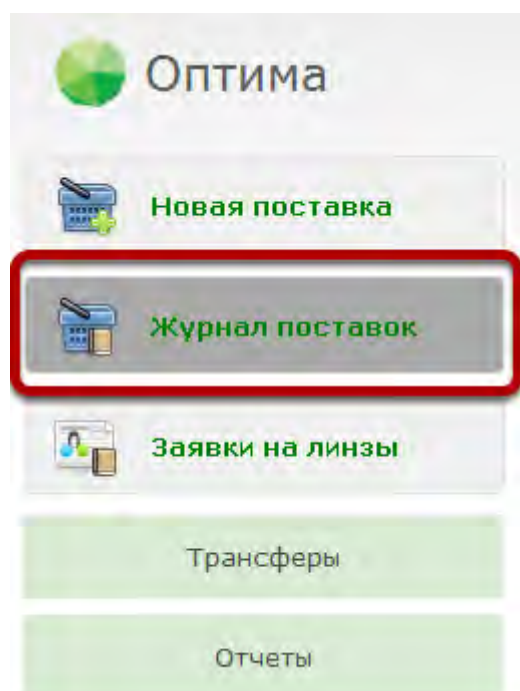 Оптима
Новая поставка
Журнал поставок
Заявки на линзы
Трансферы
Отчеты